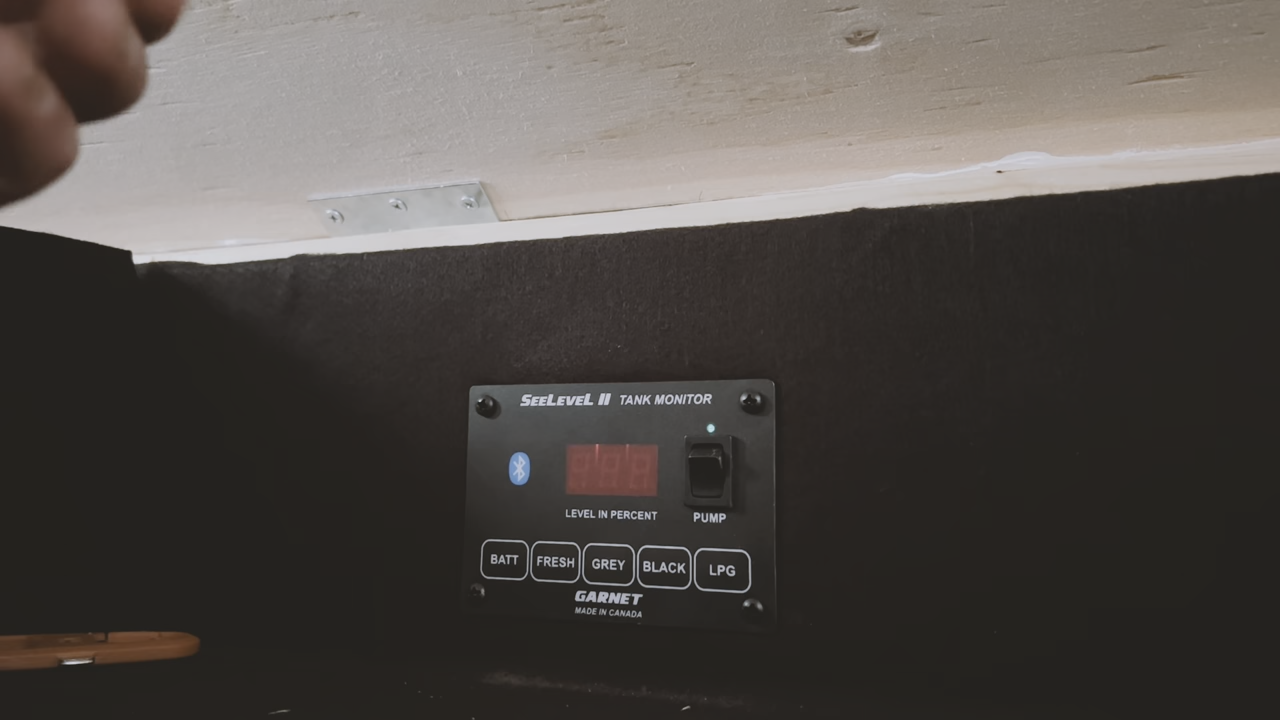 SEELEVEL II TANK MONITOR
LEVEL IN PERCENT
PUMP
BATT FRESH GREY BLACK LPG
GARNET
MADE IN CANADA